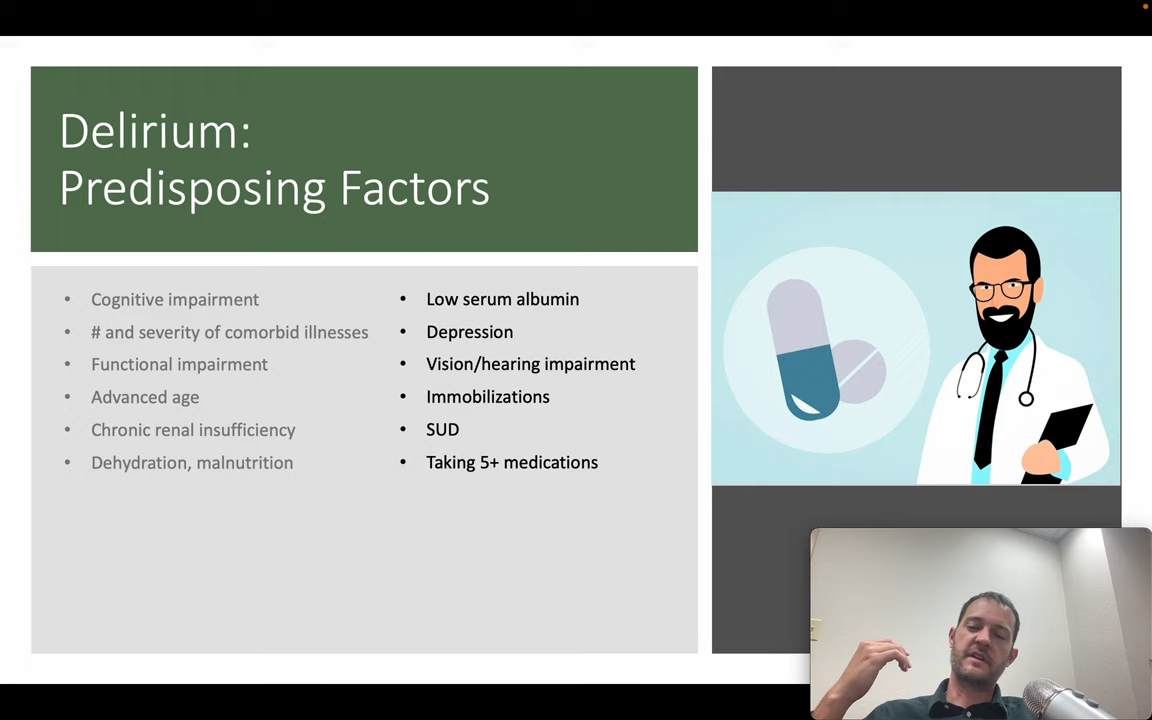 Delirium:
Predisposing Factors
• Cognitive impairment
• # and severity of comorbid illnesses
• Functional impairment
• Advanced age
• Chronic renal insufficiency
• Dehydration, malnutrition
• Low serum albumin
• Depression
• Vision/hearing impairment
• Immobilizations
• SUD
• Taking 5+ medications